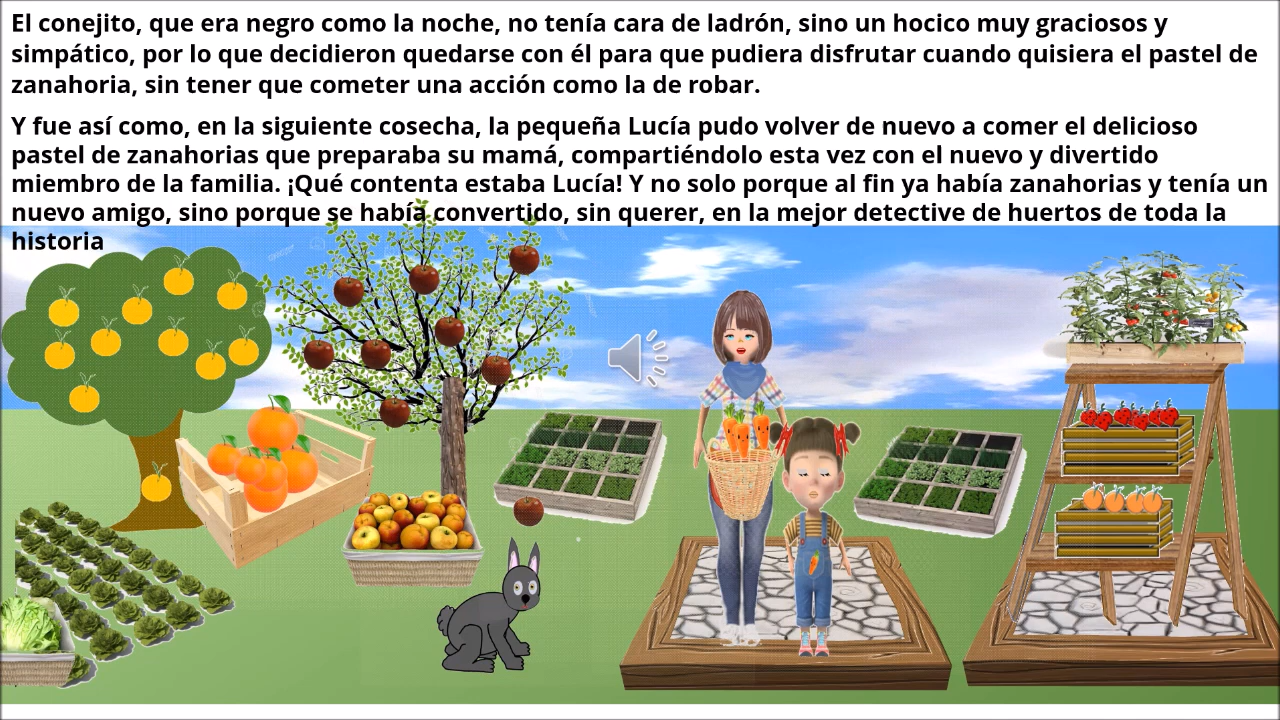 El conejito, que era negro como la noche, no tenía cara de ladrón, sino un hocico muy graciosos y
simpático, por lo que decidieron quedarse con él para que pudiera disfrutar cuando quisiera el pastel de
zanahoria, sin tener que cometer una acción como la de robar.
Y fue así como, en la siguiente cosecha, la pequeña Lucía pudo volver de nuevo a comer el delicioso
pastel de zanahorias que preparaba su mamá, compartiéndolo esta vez con el nuevo y divertido
miembro de la familia. ¡Qué contenta estaba Lucía! Y no solo porque al fin ya había zanahorias y tenía un
nuevo amigo, sino porque se había convertido, sin querer, en la mejor detective de huertos de toda la
historia